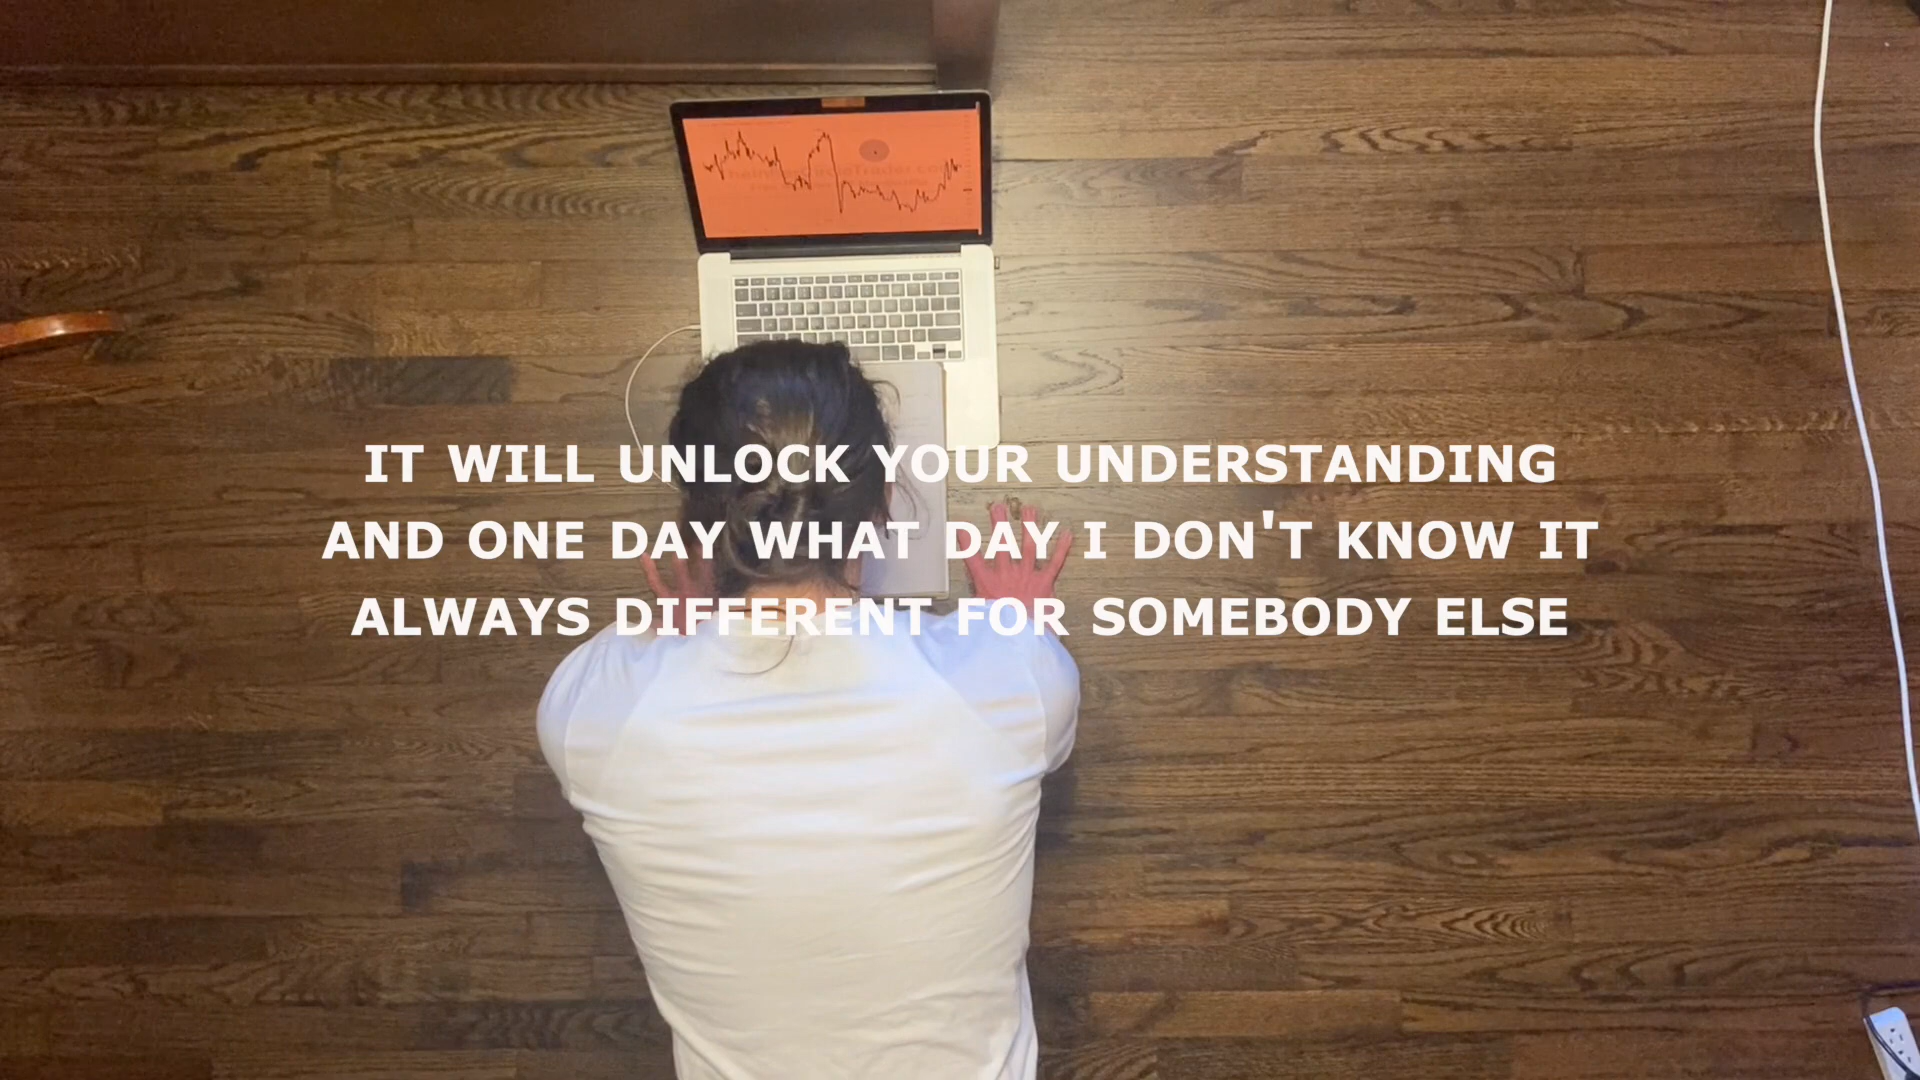 IT WILL UNLOCK YOUR UNDERSTANDING
AND ONE DAY WHAT DAY I DON'T KNOW IT
ALWAYS DIFFERENT FOR SOMEBODY ELSE